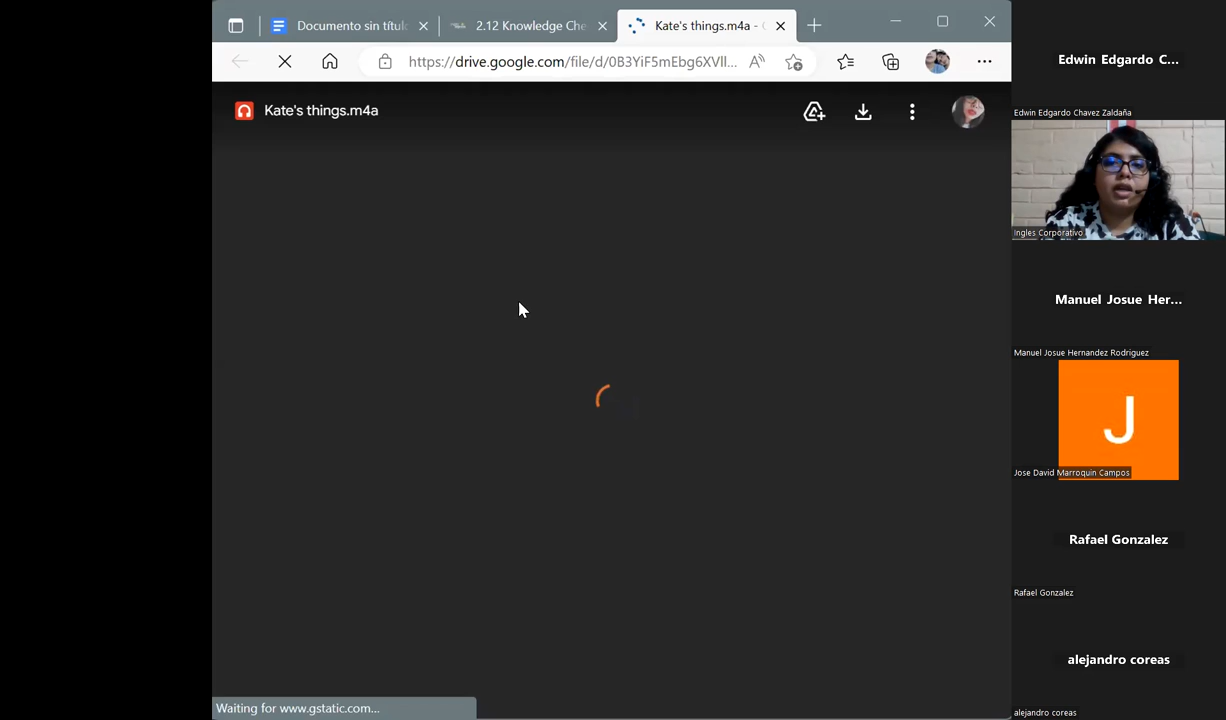 Documento sin títul
2.12 Knowledge Che
Kate's things.m4a -
https://drive.google.com/file/d/0B3YiF5mEbg6XVll...
Kate's things.m4a
Waiting for www.gstatic.com...
Edwin Edgardo C...
Edwin Edgardo Chavez Zaldaña
Ingles Corporativo
Manuel Josue Her...
Manuel Josue Hernandez Rodriguez
J
Jose David Marroquin Campos
Rafael Gonzalez
Rafael Gonzalez
alejandro coreas
alejandro coreas